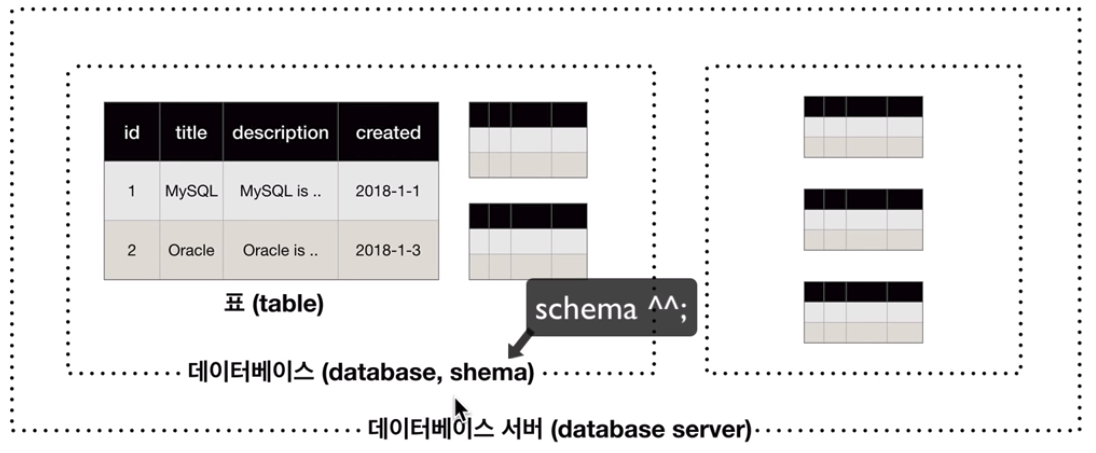 id title description created
1 MySQL MySQL is .. 2018-1-1
2 Oracle Oracle is .. 2018-1-3
표 (table)
schema ^^;
데이터베이스 (database, shema)
데이터베이스 서버 (database server)